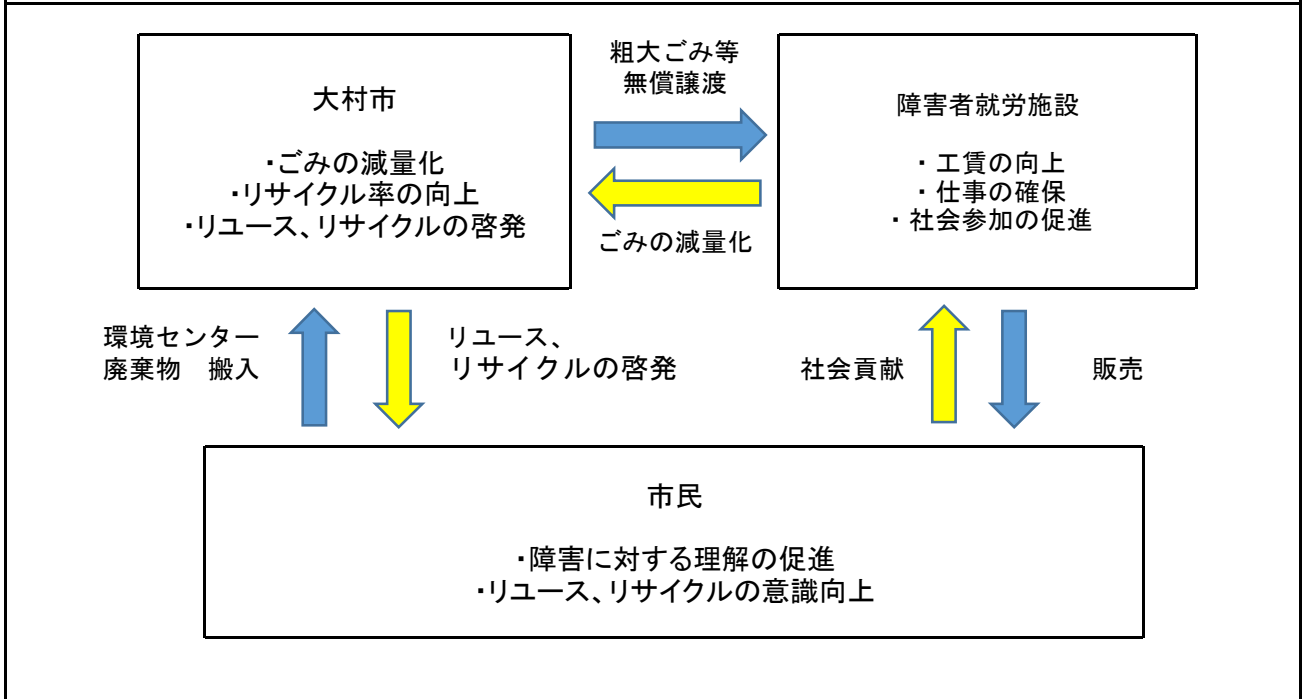 大村市
・ごみの減量化
・リサイクル率の向上
・リユース、リサイクルの啓発
粗大ごみ等
無償譲渡
ごみの減量化
障害者就労施設
・ 工賃の向上
・ 仕事の確保
・ 社会参加の促進
環境センター
廃棄物　搬入
リユース、
リサイクルの啓発
社会貢献
販売
市民
・障害に対する理解の促進
・リユース、リサイクルの意識向上